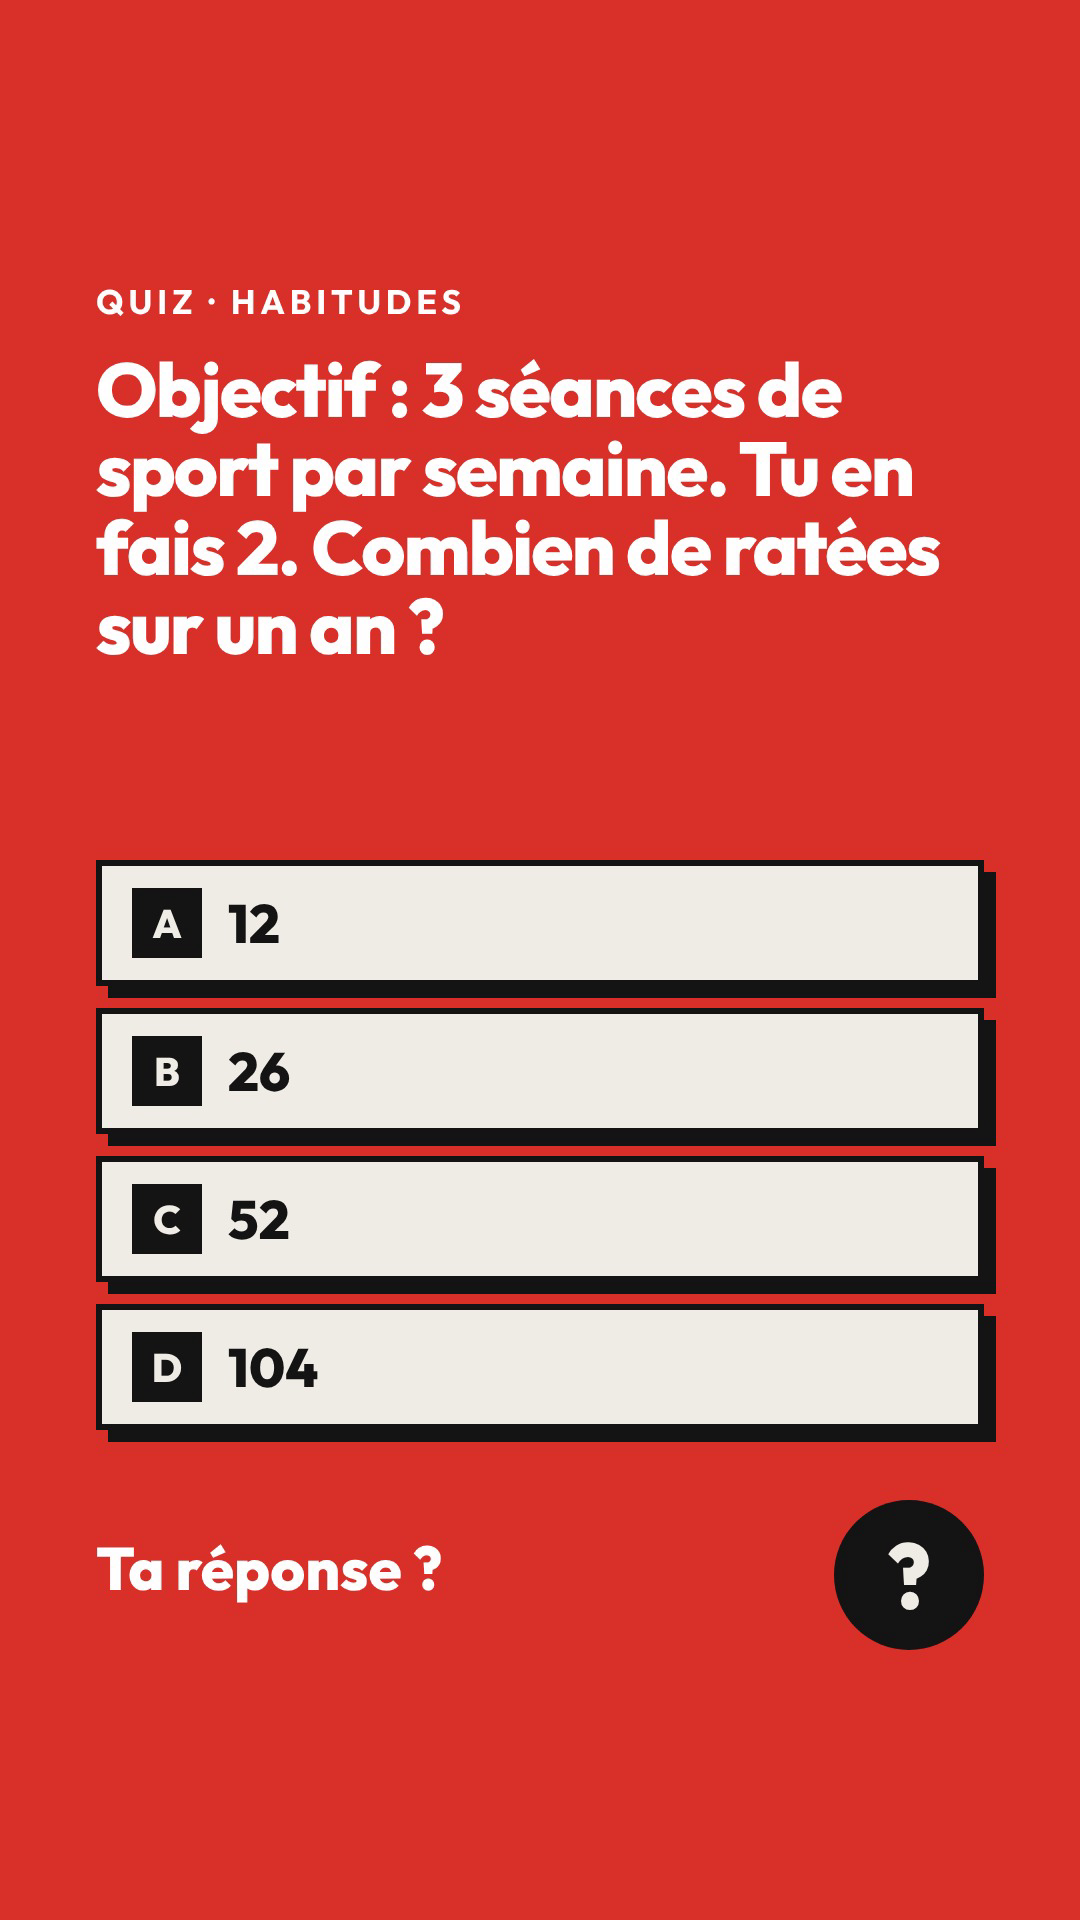 QUIZ · HABITUDES
Objectif : 3 séances de
sport par semaine. Tu en
fais 2. Combien de ratées
sur un an ?
A 12
B 26
C 52
D 104
Ta réponse ?
?